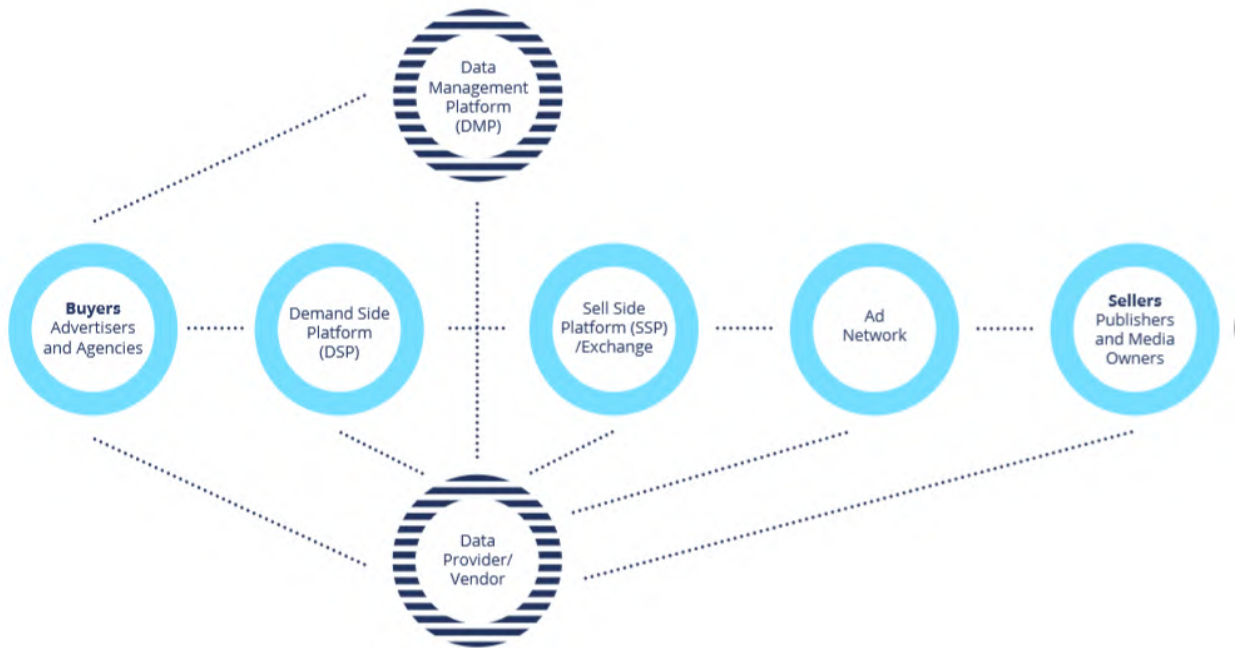 Data
Management
Platform
(DMP)
Buyers
Advertisers
and Agencies
Demand Side
Platform
(DSP)
Sell Side
Platform (SSP)
/Exchange
Ad
Network
Sellers
Publishers
and Media
Owners
Data
Provider/
Vendor